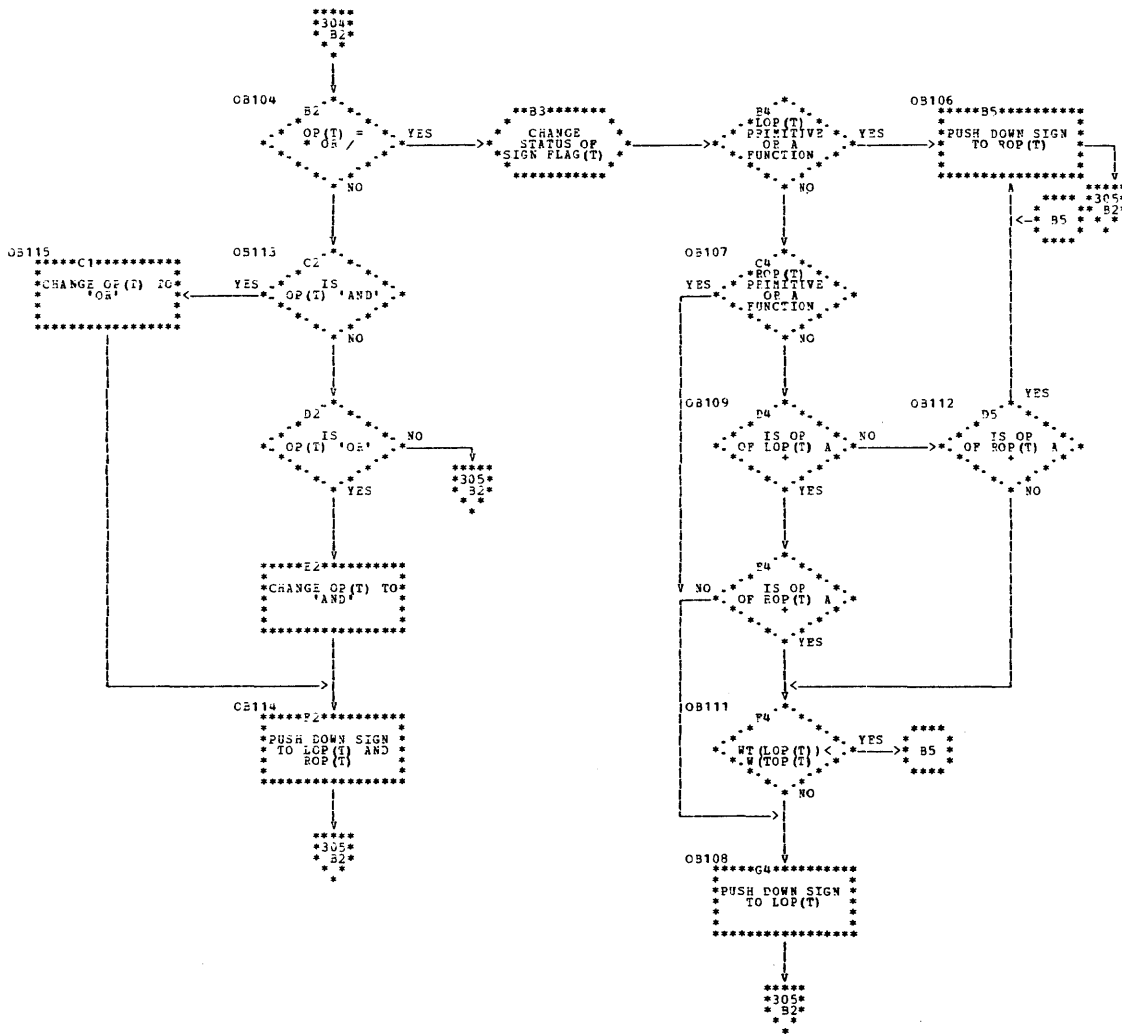 304
B2
OB104
B2
OP(T) =
* OR /
YES
NO
B3
CHANGE
STATUS OF
SIGN FLAG(T)
B4
LOP(T)
PRIMITIVE
OR A
FUNCTION
YES
NO
OB106
B5
PUSH DOWN SIGN
TO ROP(T)
305
B2
B5
OB115
C1
CHANGE OP(T) TO
'OR'
OB113
C2
IS
OP(T) 'AND'
YES
NO
OB107
C4
ROP(T)
PRIMITIVE
OR A
FUNCTION
YES
NO
D2
IS
OP(T) 'OR'
NO
YES
305
B2
OB109
D4
IS OP
OF LOP(T) A
+
NO
YES
OB112
D5
IS OP
OF ROP(T) A
+
YES
NO
E2
CHANGE OP(T) TO
'AND'
E4
IS OP
OF ROP(T) A
+
NO
YES
OB114
F2
PUSH DOWN SIGN
TO LOP(T) AND
ROP(T)
305
B2
OB111
F4
WT(LOP(T))<
W(TOP(T)
YES
NO
B5
OB108
G4
PUSH DOWN SIGN
TO LOP(T)
305
B2